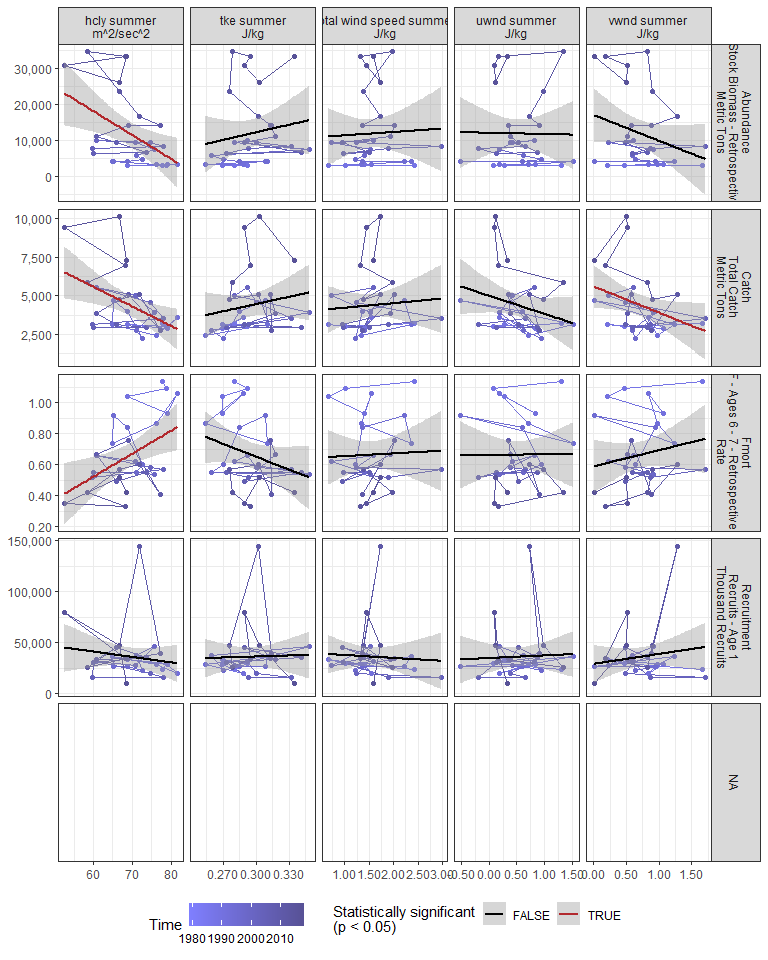 hcly summer
m^2/sec^2
tke summer
J/kg
otal wind speed summe
J/kg
uwnd summer
J/kg
vwnd summer
J/kg
30,000
20,000
10,000
0
Abundance
Stock Biomass - Retrospectiv
Metric Tons
10,000
7,500
5,000
2,500
Catch
Total Catch
Metric Tons
1.00
0.80
0.60
0.40
0.20
Fmort
F - Ages 6 - 7 - Retrospective
Rate
150,000
100,000
50,000
0
Recruitment
Recruits - Age 1
Thousand Recruits
NA
60 70 80
0.270 0.300 0.330
1.00 1.50 2.00 2.50 3.00
-0.50 0.00 0.50 1.00 1.50
0.00 0.50 1.00 1.50
Time
1980 1990 2000 2010
Statistically significant
(p < 0.05)
FALSE
TRUE